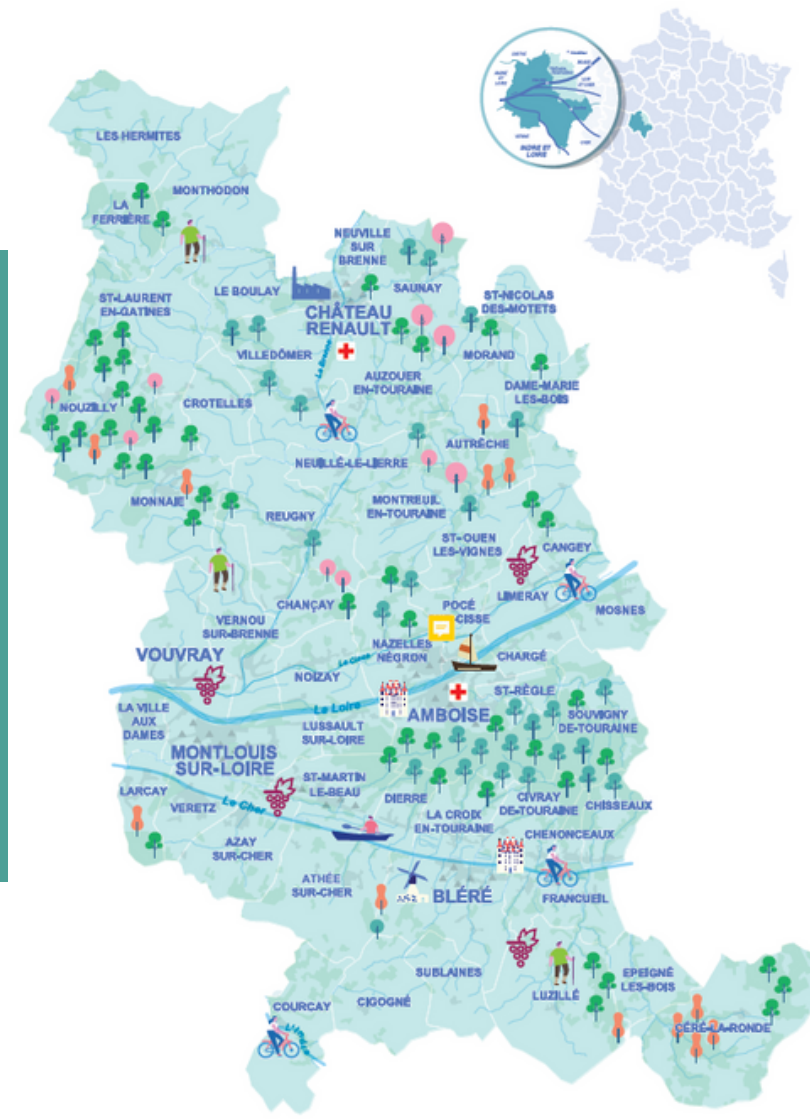 INDRE ET
LOIRE
LES HERMITES
MONTHODON
LA
FERRIÈRE
NEUVILLE
SUR
BRENNE
ST-LAURENT
EN-GATINES
LE BOULAY
SAUNAY
ST-NICOLAS
DES-MOTETS
CHÂTEAU
RENAULT
VILLEDÔMER
La Brenne
MORAND
AUZOUER
EN-TOURAINE
DAME-MARIE
LES-BOIS
NOUZILLY
CROTELLES
AUTRÈCHE
NEUILLÉ-LE-LIERRE
MONNAIE
MONTREUIL
EN-TOURAINE
REUGNY
ST-OUEN
LES-VIGNES
CANGEY
LIMERAY
CHANÇAY
POCÉ
CISSE
MOSNES
VERNOU
SUR-BRENNE
NAZELLES
NÉGRON
VOUVRAY
La Cisse
CHARGÉ
NOIZAY
ST-RÈGLE
LA VILLE
AUX
DAMES
La Loire
AMBOISE
SOUVIGNY
DE-TOURAINE
LUSSAULT
SUR-LOIRE
MONTLOUIS
SUR-LOIRE
ST-MARTIN
LE-BEAU
LARCAY
VERETZ
Le Cher
DIERRE
CIVRAY
DE-TOURAINE
CHISSEAUX
LA CROIX
EN-TOURAINE
CHENONCEAUX
AZAY
SUR-CHER
ATHÉE
SUR-CHER
BLÉRÉ
FRANCUEIL
SUBLAINES
EPEIGNÉ
LES-BOIS
LUZILLÉ
CIGOGNÉ
COURCAY
L'Indre
CÉRÉ-LA-RONDE